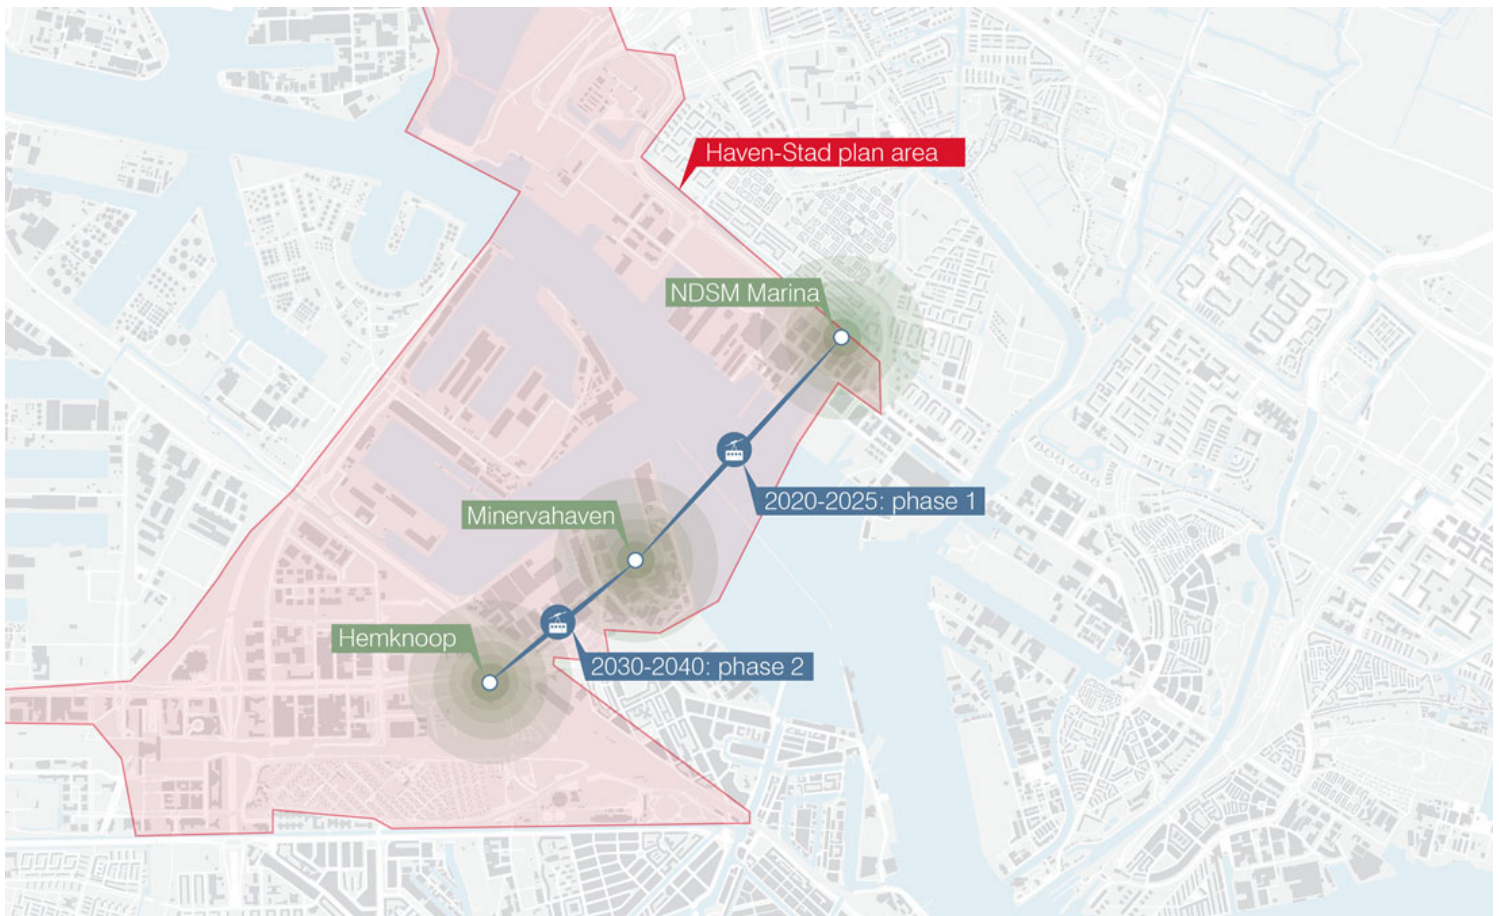 Haven-Stad plan area
NDSM Marina
2020-2025: phase 1
Minervahaven
Hemknoop
2030-2040: phase 2